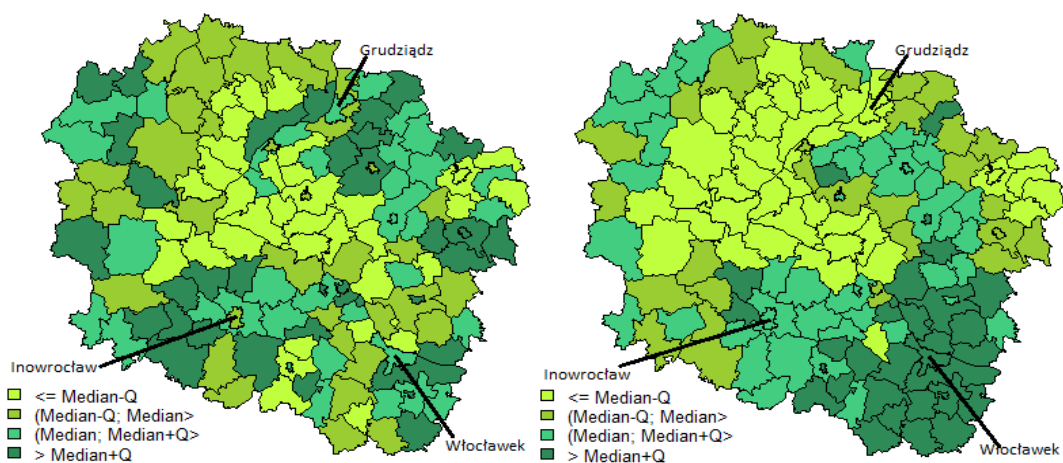 Grudziądz
Inowrocław
<= Median-Q
(Median-Q; Median>
(Median; Median+Q>
> Median+Q
Włocławek
Grudziądz
Inowrocław
<= Median-Q
(Median-Q; Median>
(Median; Median+Q>
> Median+Q
Włocławek